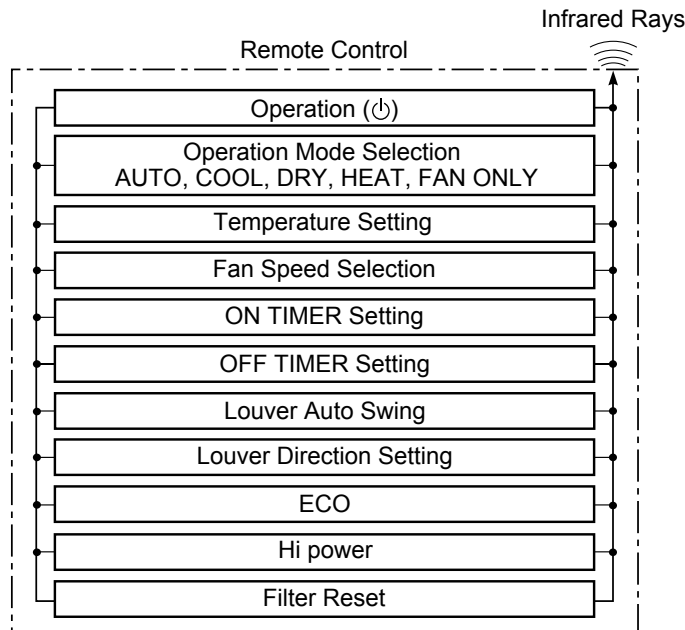 Infrared Rays
Remote Control
Operation (⏻)
Operation Mode Selection
AUTO, COOL, DRY, HEAT, FAN ONLY
Temperature Setting
Fan Speed Selection
ON TIMER Setting
OFF TIMER Setting
Louver Auto Swing
Louver Direction Setting
ECO
Hi power
Filter Reset